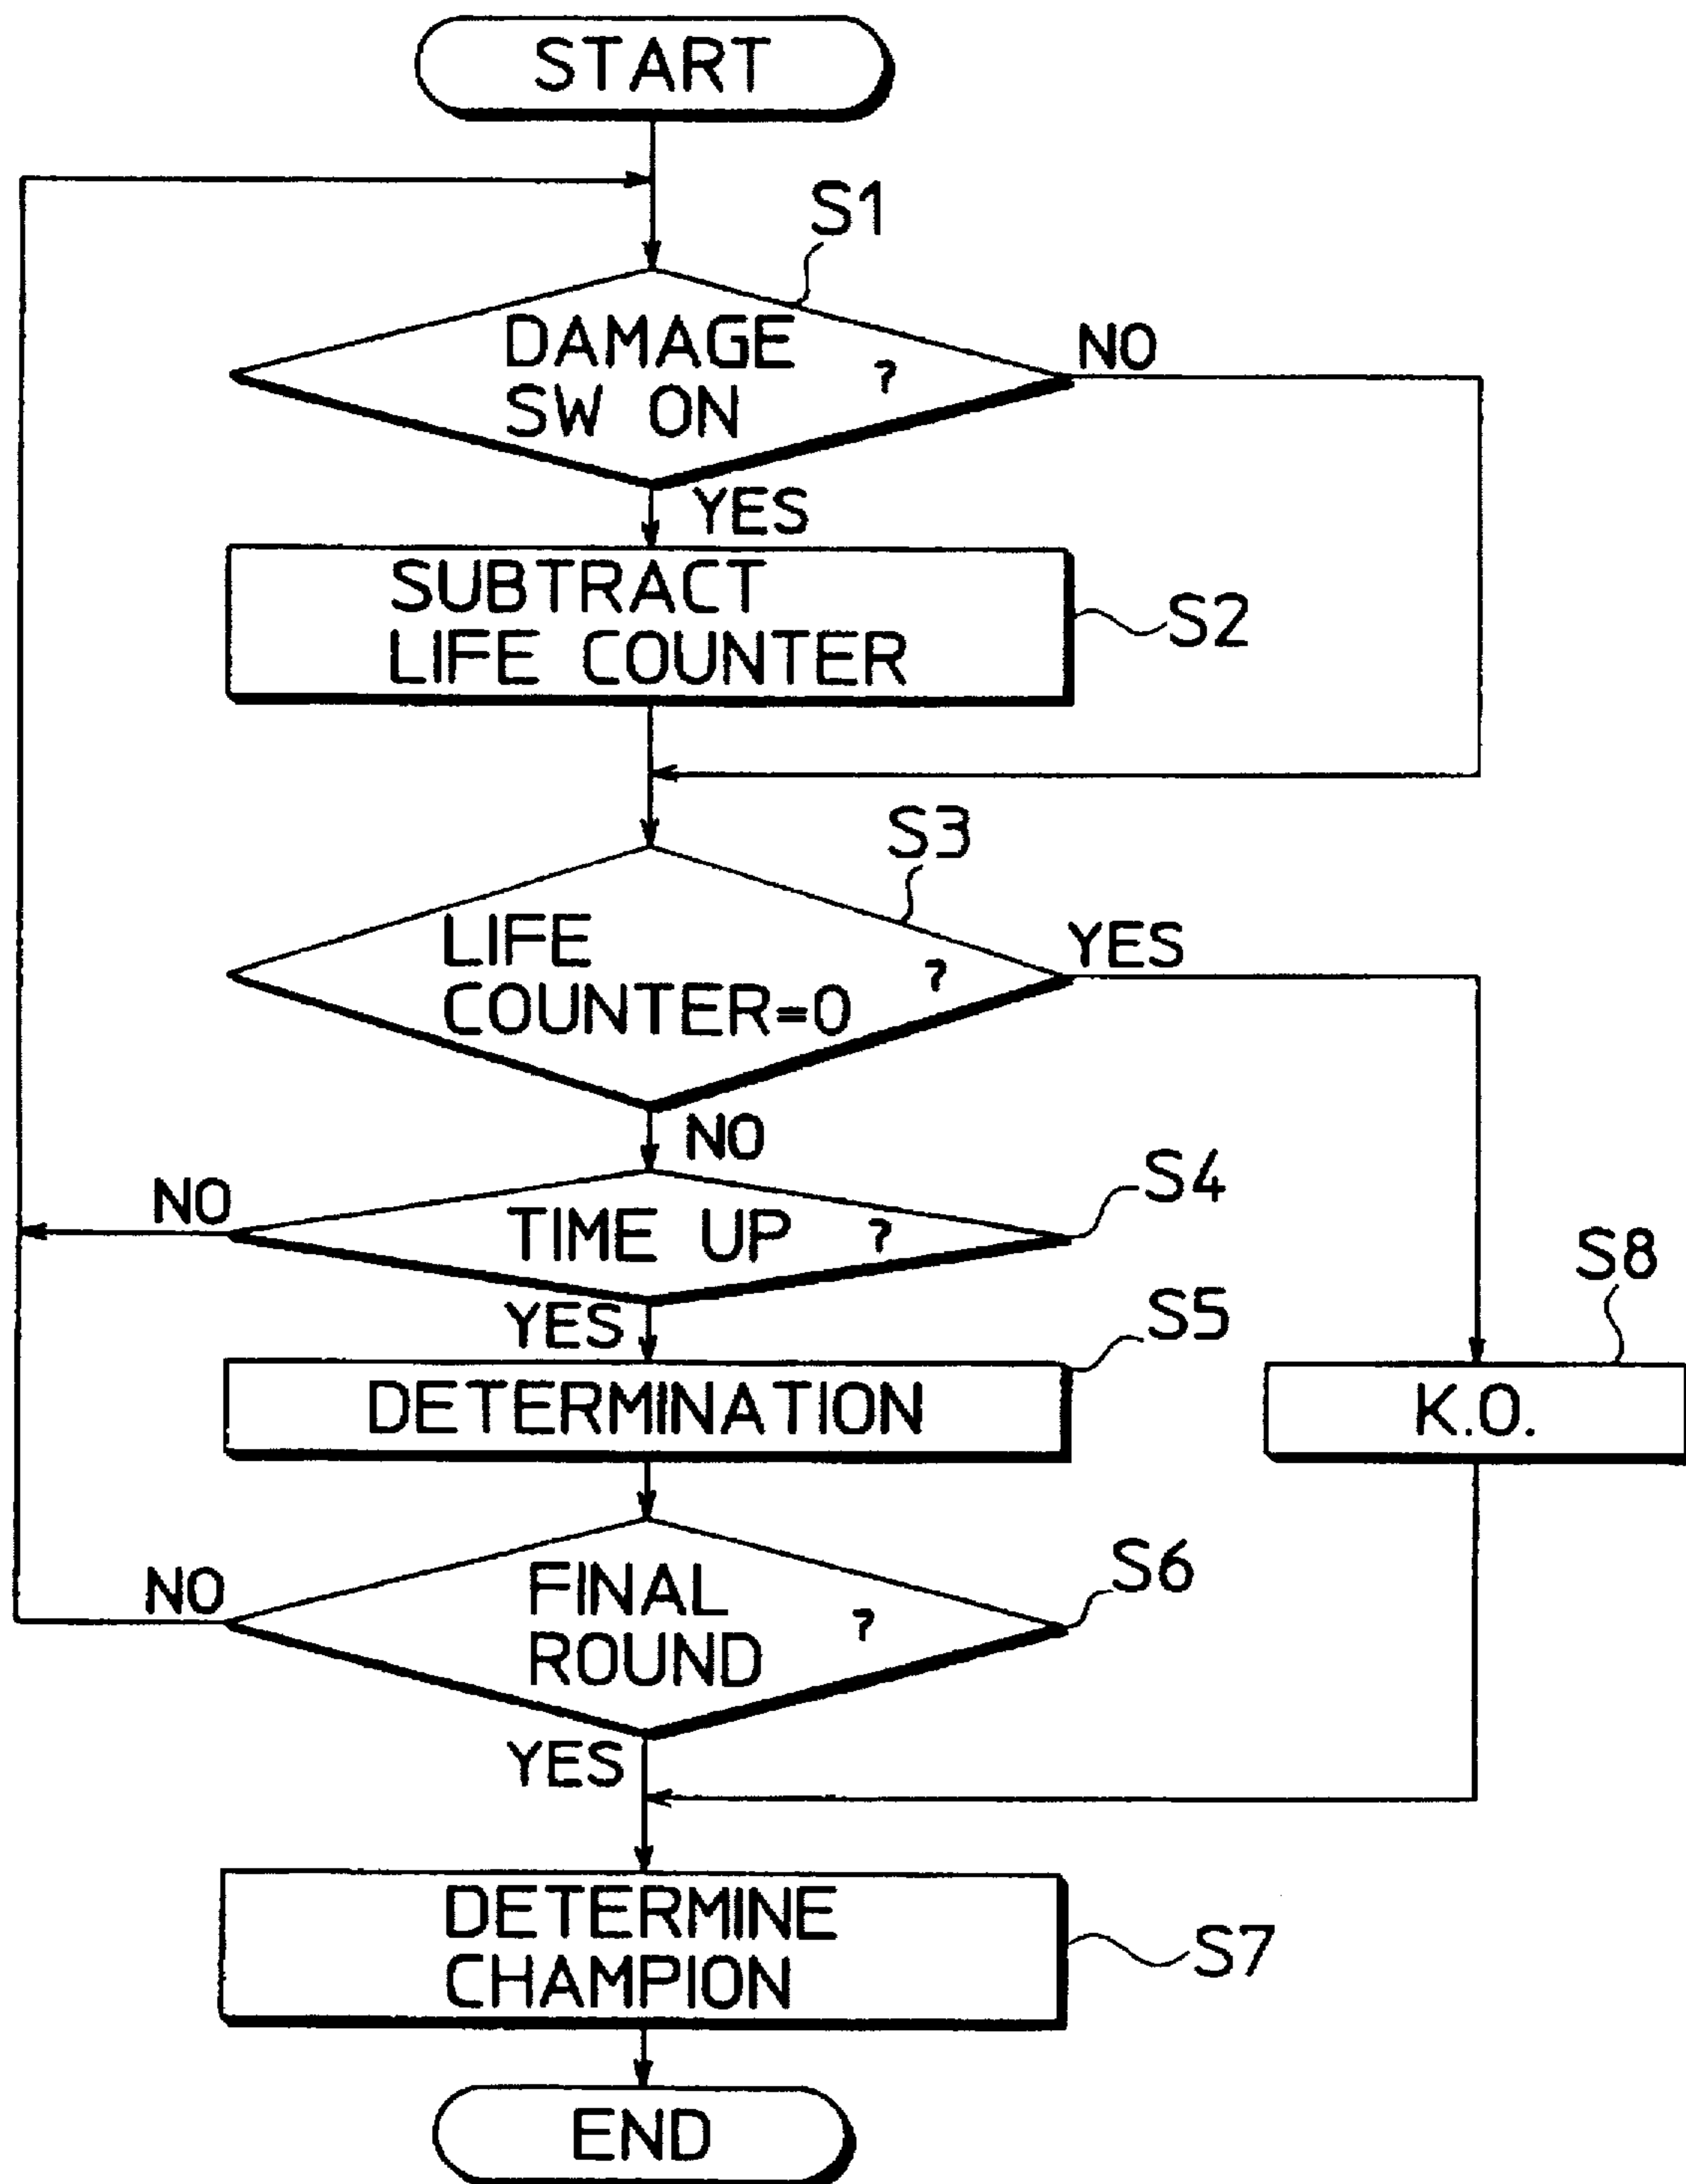 START
S1
DAMAGE
SW ON ?
NO
YES
SUBTRACT
LIFE COUNTER
S2
S3
LIFE
COUNTER=0 ?
YES
NO
S4
NO
TIME UP ?
S8
YES
S5
DETERMINATION
K.O.
S6
NO
FINAL
ROUND ?
YES
DETERMINE
CHAMPION
S7
END